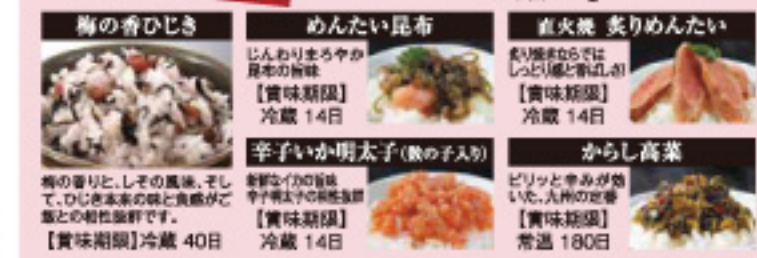 梅の香ひじき
梅の香りと、しその風味、そし
て、ひじき本来の味と食感がご
飯との相性抜群です。
【賞味期限】冷蔵 40日
めんたい昆布
じんわりまろやか
昆布の旨味
【賞味期限】
冷蔵 14日
直火焼 炙りめんたい
炙り焼きならでは
しっとり感と香ばしさ!
【賞味期限】
冷蔵 14日
辛子いか明太子(数の子入り)
新鮮なイカの旨味
辛子明太子の相性抜群
【賞味期限】
冷蔵 14日
からし高菜
ピリッと辛みが効
いた、九州の定番
【賞味期限】
常温 180日